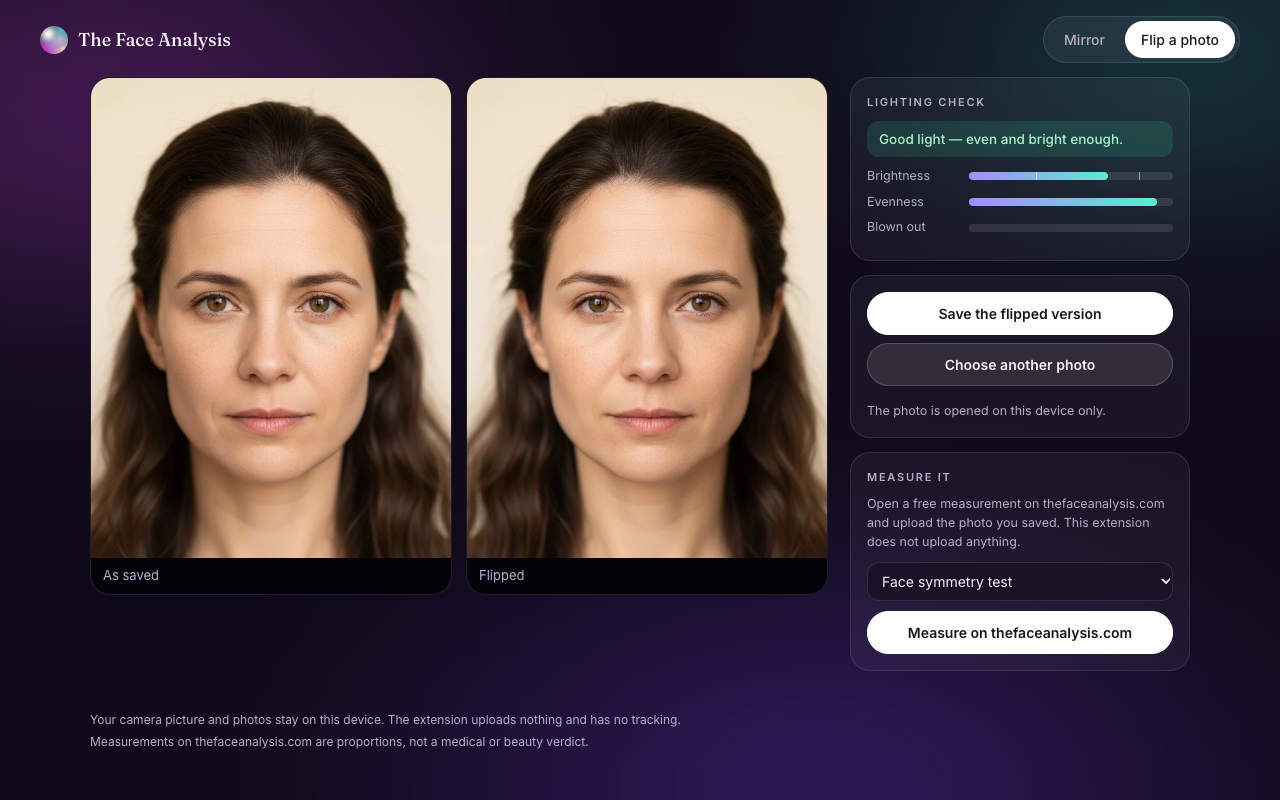 The Face Analysis
Mirror
Flip a photo
As saved
Flipped
LIGHTING CHECK
Good light — even and bright enough.
Brightness
Evenness
Blown out
Save the flipped version
Choose another photo
The photo is opened on this device only.
MEASURE IT
Open a free measurement on thefaceanalysis.com
and upload the photo you saved. This extension
does not upload anything.
Face symmetry test
Measure on thefaceanalysis.com
Your camera picture and photos stay on this device. The extension uploads nothing and has no tracking.
Measurements on thefaceanalysis.com are proportions, not a medical or beauty verdict.